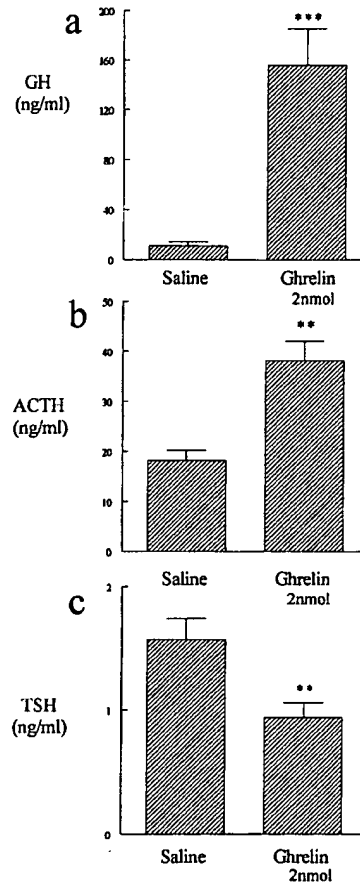 a
GH
(ng/ml)
200
160
120
80
40
0
***
Saline
Ghrelin
2nmol
b
ACTH
(ng/ml)
50
40
30
20
10
0
**
Saline
Ghrelin
2nmol
c
TSH
(ng/ml)
2
1
0
**
Saline
Ghrelin
2nmol